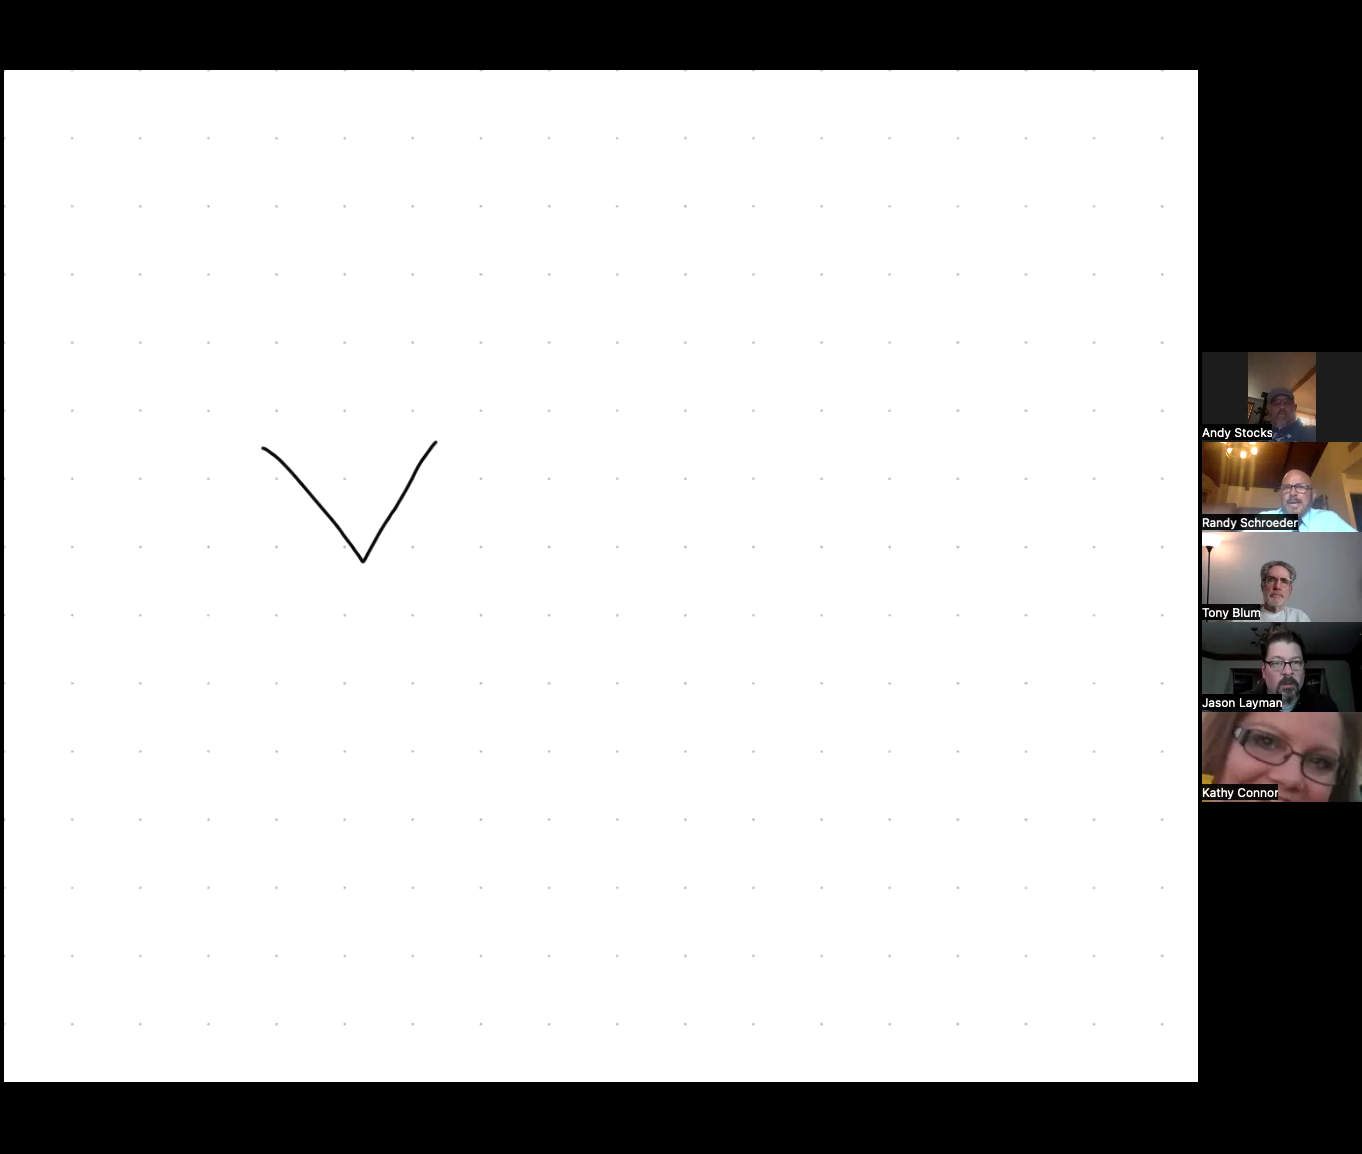 V
Andy Stocks
Randy Schroeder
Tony Blum
Jason Layman
Kathy Connor